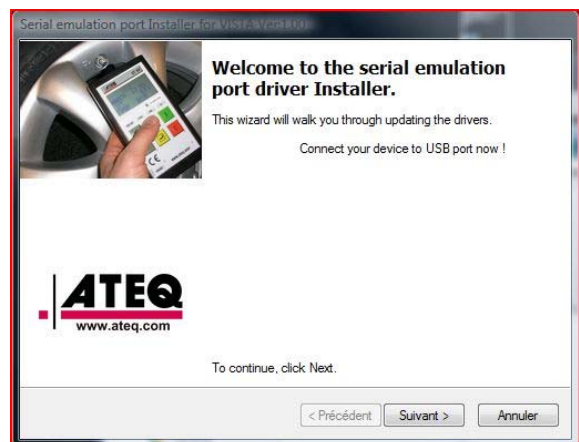 Serial emulation port Installer for VISTA Ver1.00
Welcome to the serial emulation
port driver Installer.
This wizard will walk you through updating the drivers.
Connect your device to USB port now !
ATEQ
www.ateq.com
To continue, click Next.
< Précédent
Suivant >
Annuler